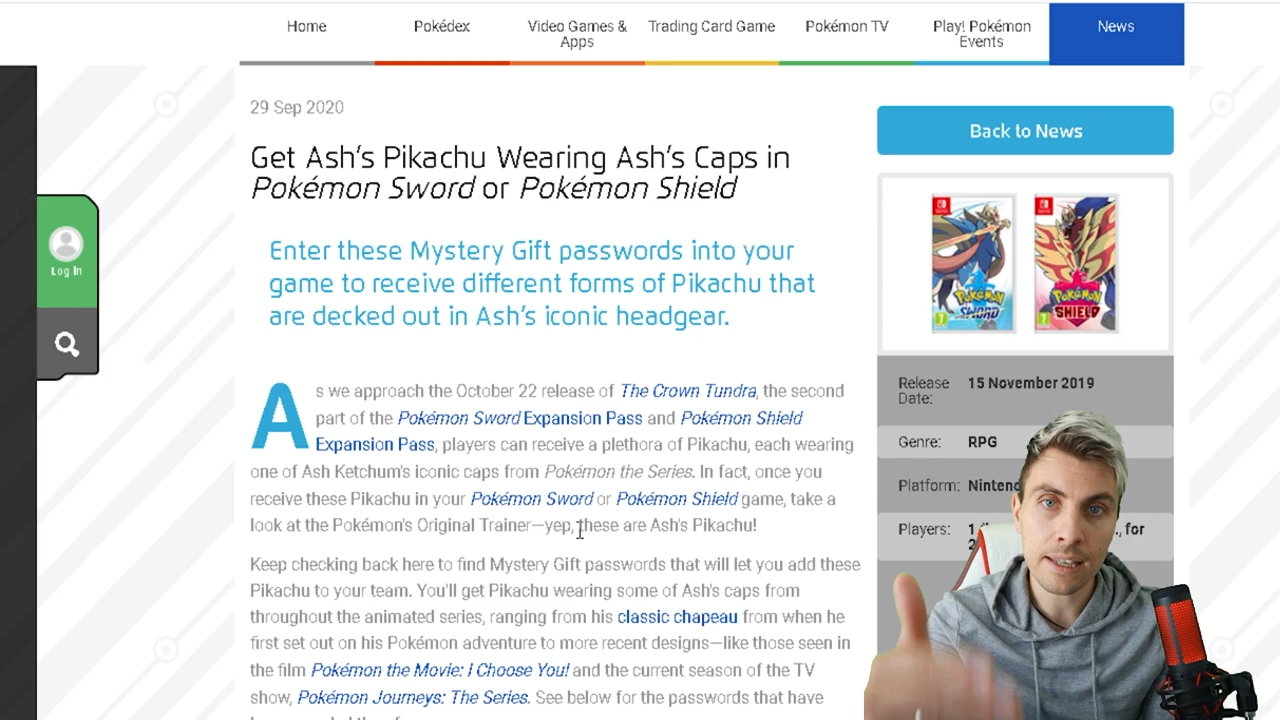 Home
Pokédex
Video Games &
Apps
Trading Card Game
Pokémon TV
Play! Pokémon
Events
News
29 Sep 2020
Get Ash's Pikachu Wearing Ash's Caps in
Pokémon Sword or Pokémon Shield
Enter these Mystery Gift passwords into your
game to receive different forms of Pikachu that
are decked out in Ash's iconic headgear.
As we approach the October 22 release of The Crown Tundra, the second
part of the Pokémon Sword Expansion Pass and Pokémon Shield
Expansion Pass, players can receive a plethora of Pikachu, each wearing
one of Ash Ketchum's iconic caps from Pokémon the Series. In fact, once you
receive these Pikachu in your Pokémon Sword or Pokémon Shield game, take a
look at the Pokémon's Original Trainer—yep, these are Ash's Pikachu!
Keep checking back here to find Mystery Gift passwords that will let you add these
Pikachu to your team. You'll get Pikachu wearing some of Ash's caps from
throughout the animated series, ranging from his classic chapeau from when he
first set out on his Pokémon adventure to more recent designs—like those seen in
the film Pokémon the Movie: I Choose You! and the current season of the TV
show, Pokémon Journeys: The Series. See below for the passwords that have
Log In
Back to News
Pokémon
SWORD
7
Pokémon
SHIELD
7
Release
Date:
15 November 2019
Genre:
RPG
Platform:
Players:
1
for
2